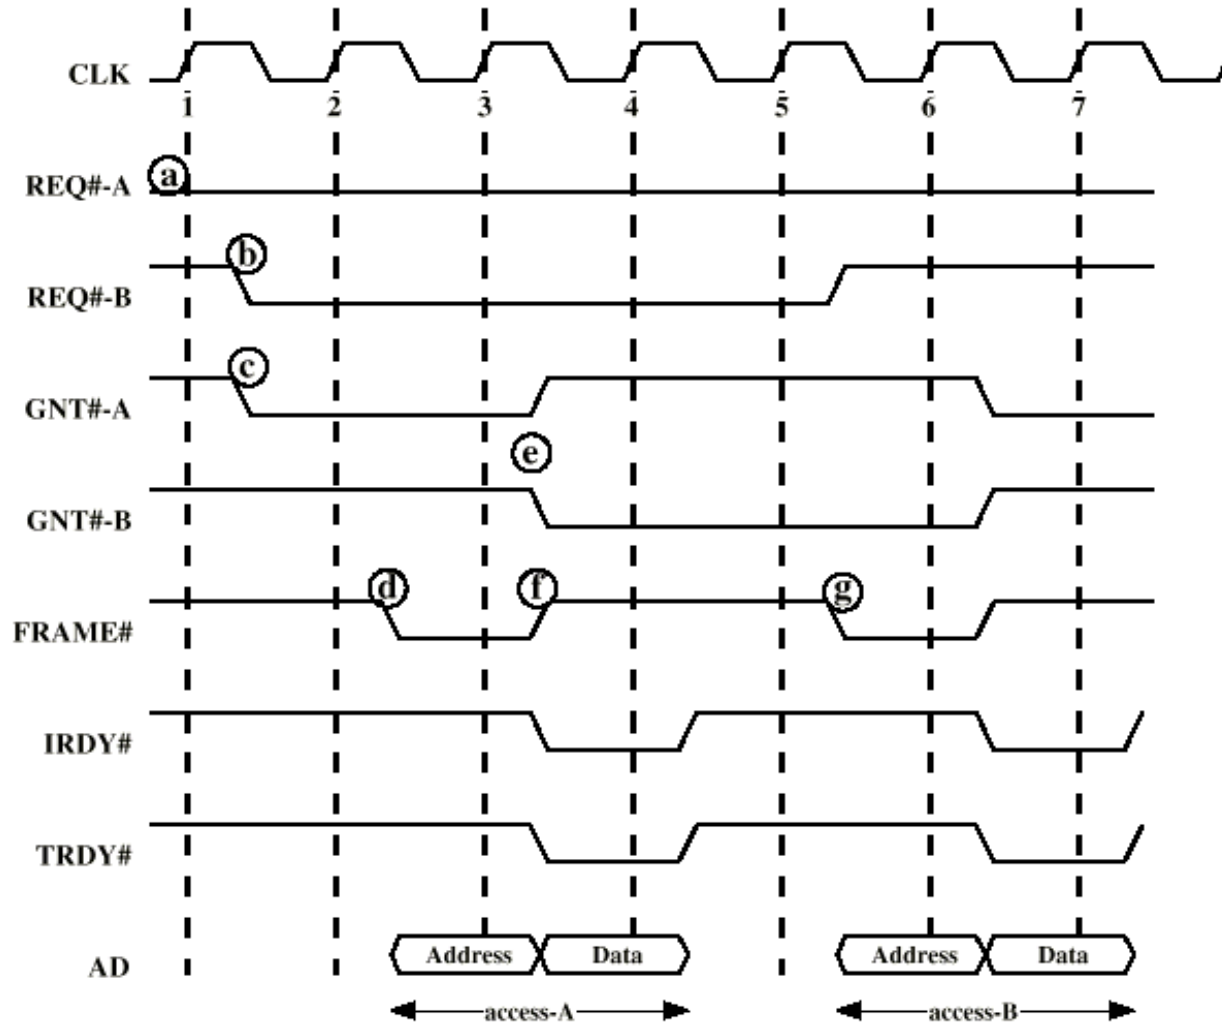 CLK
1 2 3 4 5 6 7
a
REQ#-A
b
REQ#-B
c
GNT#-A
e
GNT#-B
d f g
FRAME#
IRDY#
TRDY#
Address Data Address Data
AD
access-A access-B